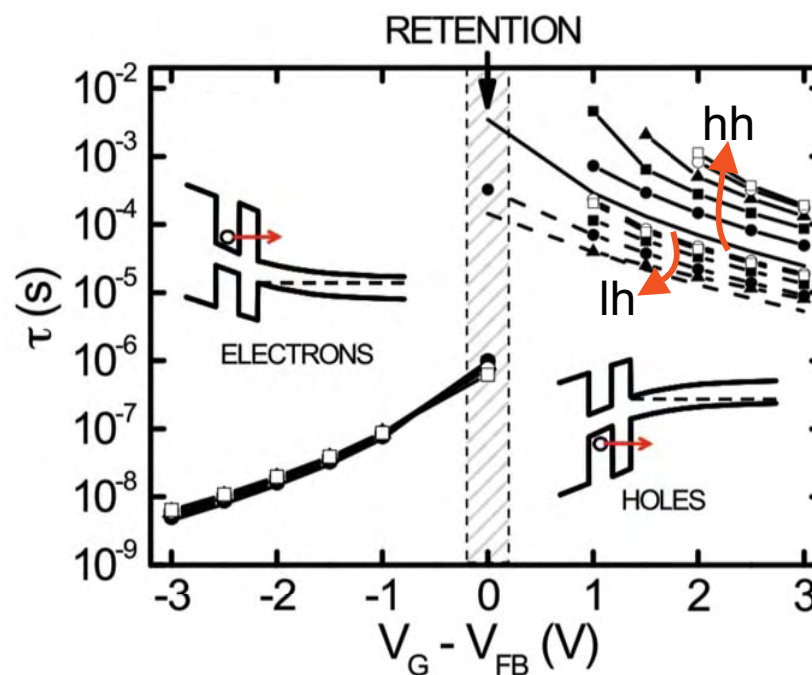 RETENTION
10⁻²
10⁻³
10⁻⁴
10⁻⁵
10⁻⁶
10⁻⁷
10⁻⁸
10⁻⁹
τ (s)
hh
lh
ELECTRONS
HOLES
-3 -2 -1 0 1 2 3
V_G - V_FB (V)